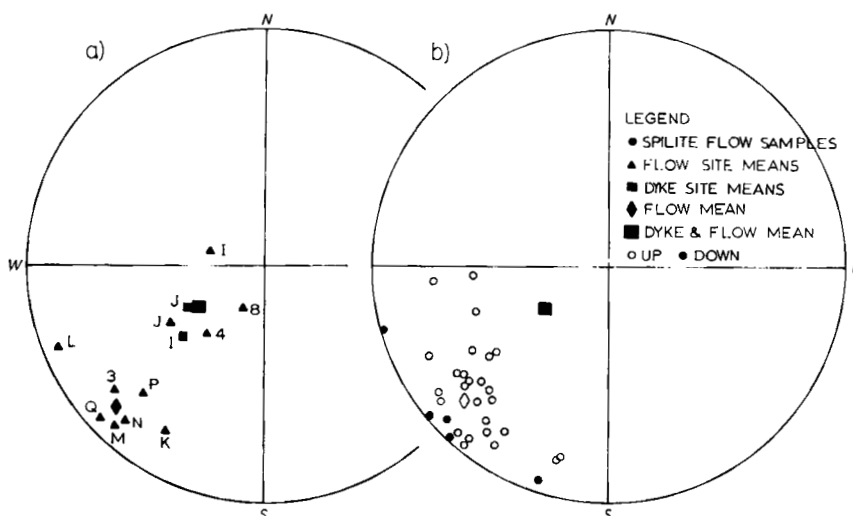 a)
N
W
S
I
J
8
J
4
I
L
3
P
Q
N
M
K
b)
N
S
LEGEND
SPILITE FLOW SAMPLES
FLOW SITE MEANS
DYKE SITE MEANS
FLOW MEAN
DYKE & FLOW MEAN
UP DOWN